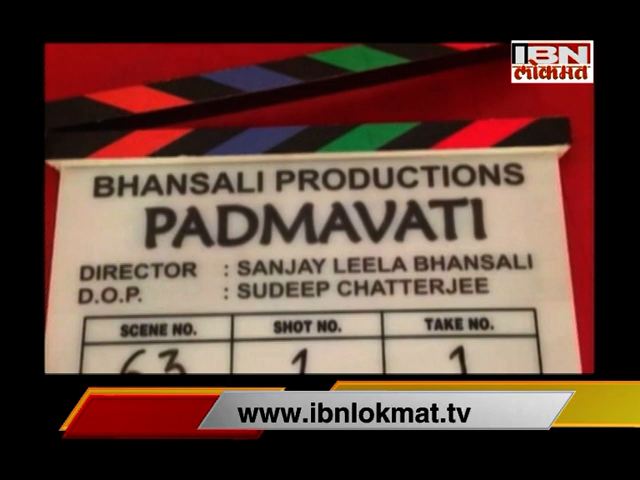 IBN
लोकमत
BHANSALI PRODUCTIONS
PADMAVATI
DIRECTOR : SANJAY LEELA BHANSALI
D.O.P. : SUDEEP CHATTERJEE
SCENE NO. SHOT NO. TAKE NO.
63 1 1
www.ibnlokmat.tv